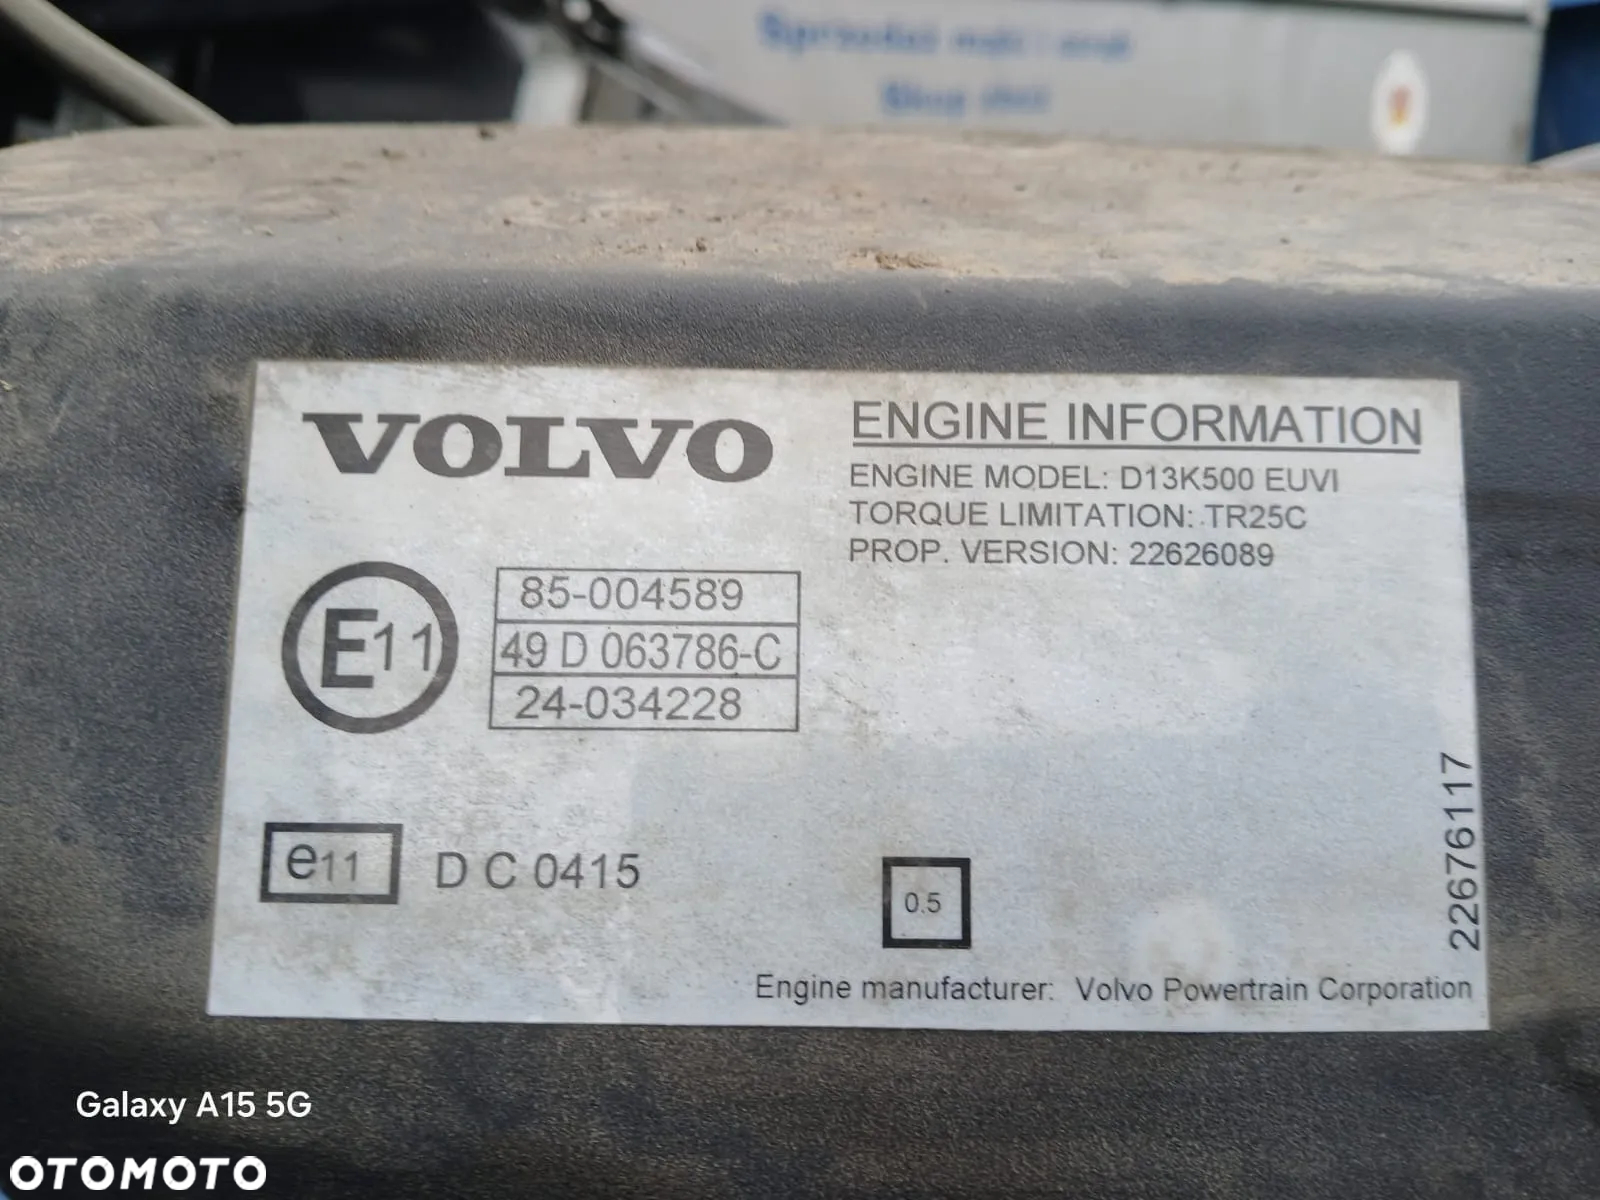 VOLVO
ENGINE INFORMATION
ENGINE MODEL: D13K500 EUVI
TORQUE LIMITATION: TR25C
PROP. VERSION: 22626089
E11
85-004589
49 D 063786-C
24-034228
e11
D C 0415
0.5
22676117
Engine manufacturer: Volvo Powertrain Corporation
Galaxy A15 5G
OTOMOTO